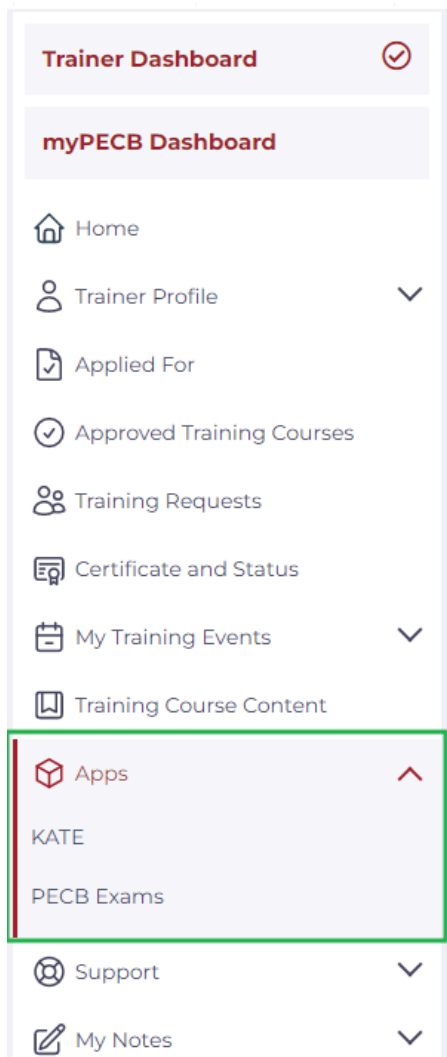 Trainer Dashboard
myPECB Dashboard
Home
Trainer Profile
Applied For
Approved Training Courses
Training Requests
Certificate and Status
My Training Events
Training Course Content
Apps
KATE
PECB Exams
Support
My Notes